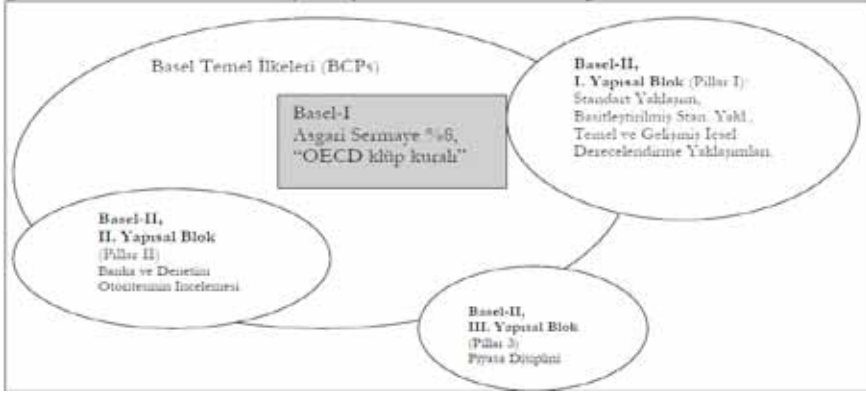 Basel Temel İlkeleri (BCPs)
Basel-I
Asgari Sermaye %8,
“OECD klüp kuralı”
Basel-II,
I. Yapısal Blok (Pillar I):
Standart Yaklaşım,
Basitleştirilmiş Stan. Yakl.,
Temel ve Gelişmiş İçsel
Derecelendirme Yaklaşımları.
Basel-II,
II. Yapısal Blok
(Pillar II)
Banka ve Denetim
Otoritesinin İncelemesi
Basel-II,
III. Yapısal Blok
(Pillar 3)
Piyasa Disiplini